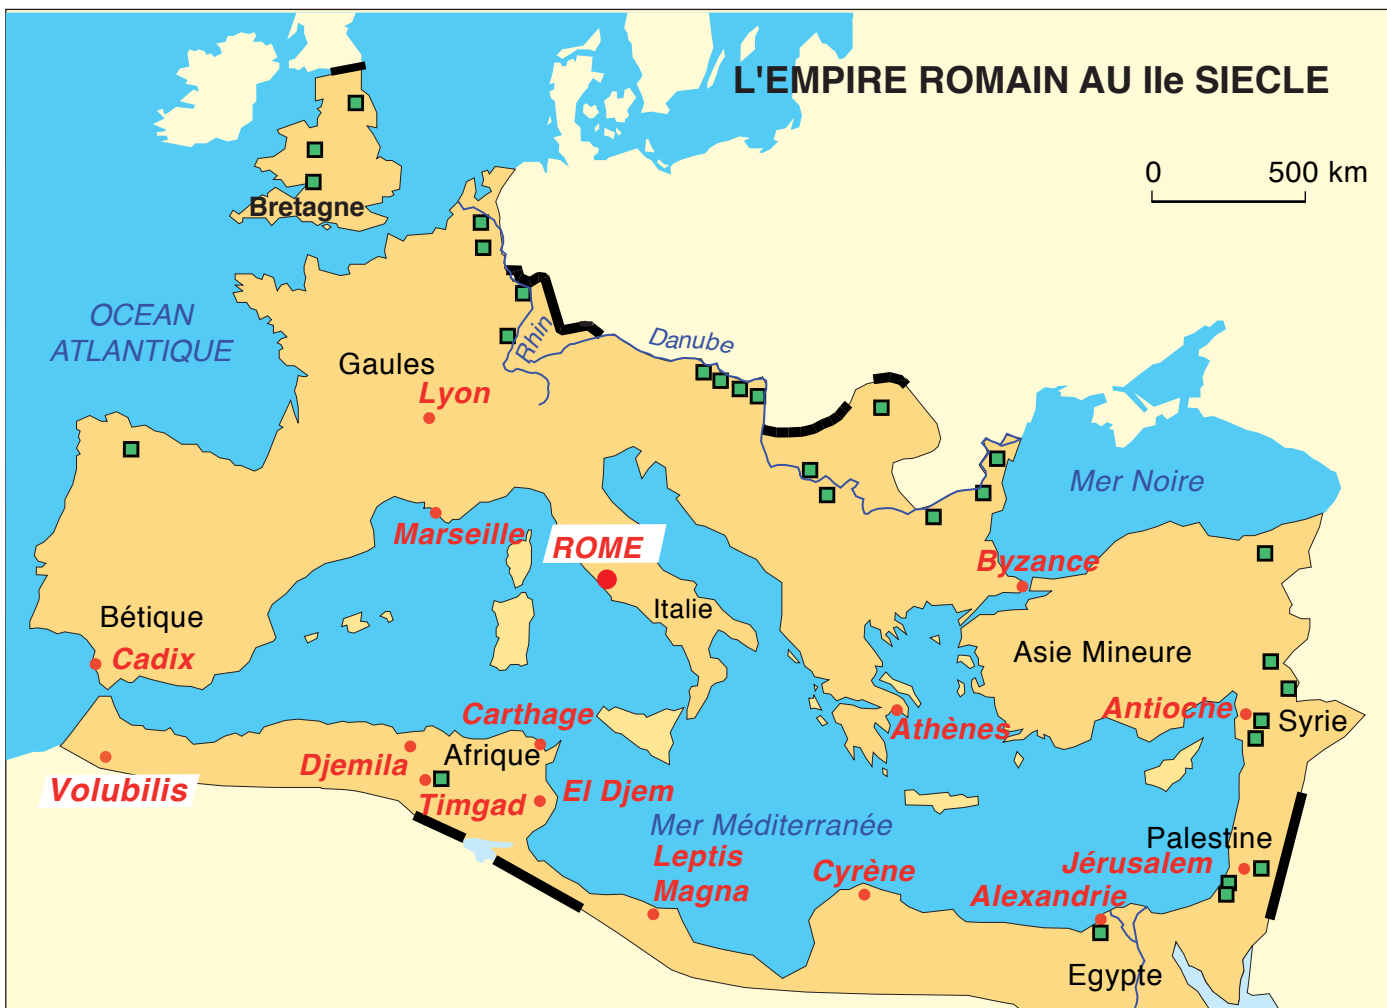 L'EMPIRE ROMAIN AU IIe SIECLE
0 500 km
Bretagne
OCEAN
ATLANTIQUE
Rhin
Danube
Gaules
Lyon
Mer Noire
Marseille
ROME
Byzance
Italie
Bétique
Cadix
Asie Mineure
Carthage
Athènes
Antioche
Syrie
Djemila
Afrique
Volubilis
Timgad
El Djem
Mer Méditerranée
Leptis
Magna
Cyrène
Palestine
Jérusalem
Alexandrie
Egypte